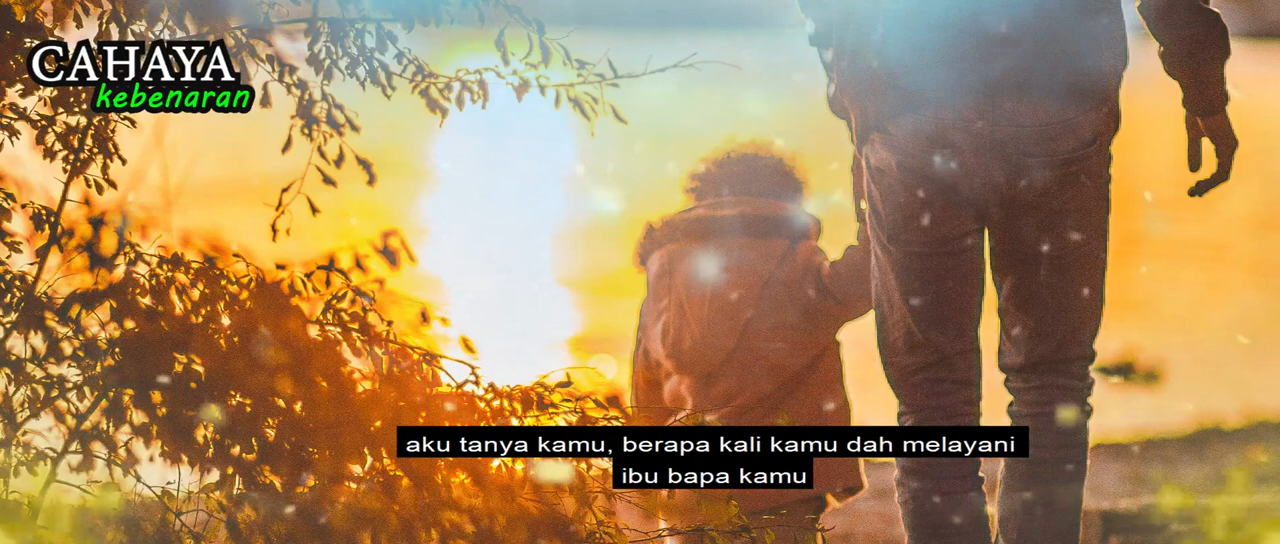 CAHAYA
kebenaran
aku tanya kamu, berapa kali kamu dah melayani
ibu bapa kamu